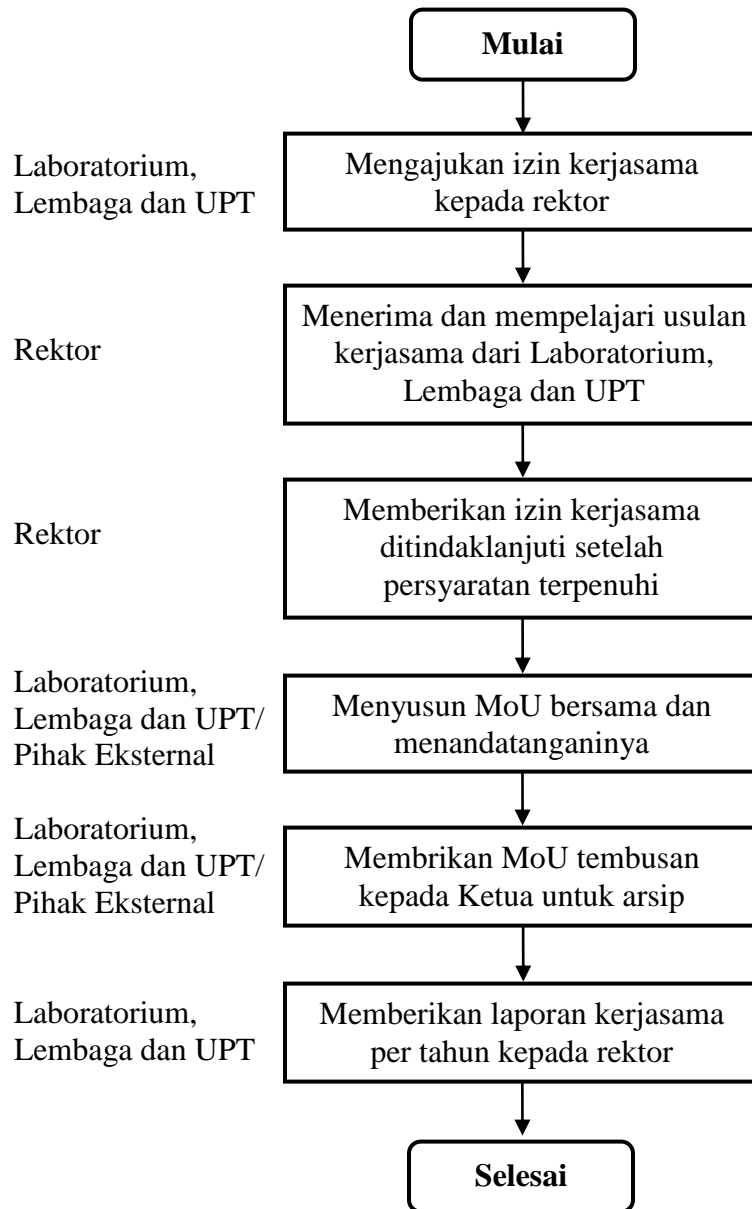 Mulai
Laboratorium,
Lembaga dan UPT
Mengajukan izin kerjasama
kepada rektor
Rektor
Menerima dan mempelajari usulan
kerjasama dari Laboratorium,
Lembaga dan UPT
Rektor
Memberikan izin kerjasama
ditindaklanjuti setelah
persyaratan terpenuhi
Laboratorium,
Lembaga dan UPT/
Pihak Eksternal
Menyusun MoU bersama dan
menandatanganinya
Laboratorium,
Lembaga dan UPT/
Pihak Eksternal
Membrikan MoU tembusan
kepada Ketua untuk arsip
Laboratorium,
Lembaga dan UPT
Memberikan laporan kerjasama
per tahun kepada rektor
Selesai